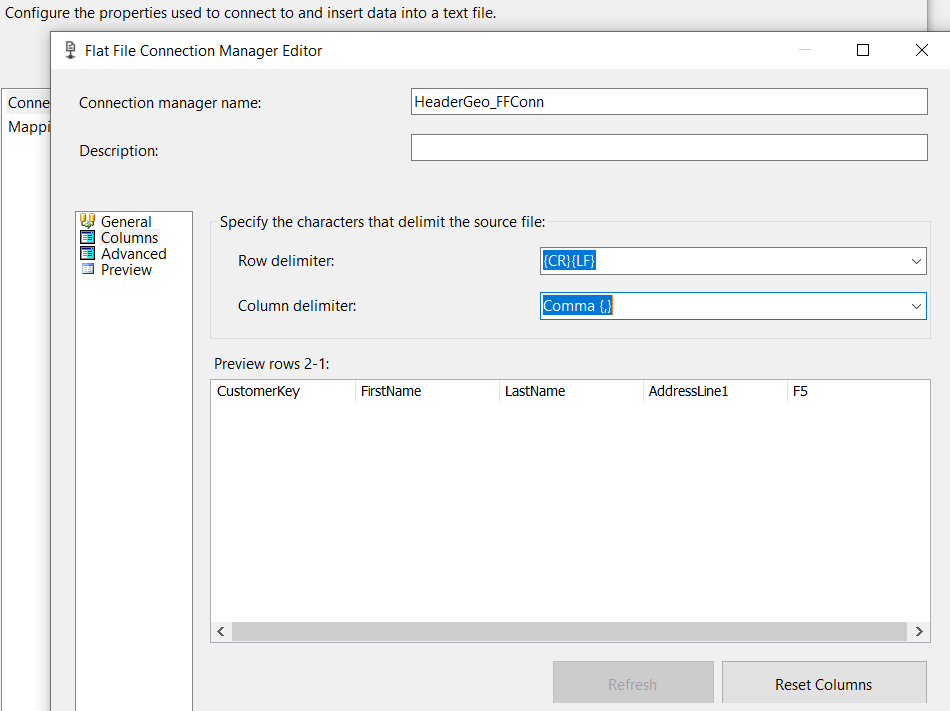 Configure the properties used to connect to and insert data into a text file.
Flat File Connection Manager Editor
Conne
Mappi
Connection manager name:
HeaderGeo_FFConn
Description:
General
Columns
Advanced
Preview
Specify the characters that delimit the source file:
Row delimiter:
{CR}{LF}
Column delimiter:
Comma {,}
Preview rows 2-1:
CustomerKey FirstName LastName AddressLine1 F5
Refresh Reset Columns